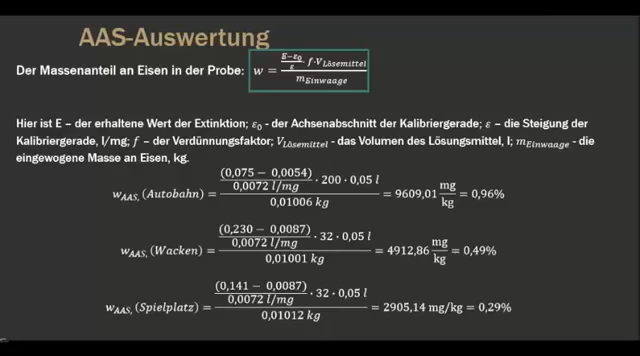 AAS-Auswertung
Der Massenanteil an Eisen in der Probe: w = ((E−ε₀)/ε · f·V_Lösemittel) / m_Einwaage
Hier ist E – der erhaltene Wert der Extinktion; ε₀ - der Achsenabschnitt der Kalibriergerade; ε – die Steigung der
Kalibriergerade, l/mg; f – der Verdünnungsfaktor; V_Lösemittel - das Volumen des Lösungsmittel, l; m_Einwaage - die
eingewogene Masse an Eisen, kg.
w_AAS, (Autobahn) = ((0,075 − 0,0054)/(0,0072 l/mg) · 200 · 0,05 l) / (0,01006 kg) = 9609,01 mg/kg = 0,96%
w_AAS, (Wacken) = ((0,230 − 0,0087)/(0,0072 l/mg) · 32 · 0,05 l) / (0,01001 kg) = 4912,86 mg/kg = 0,49%
w_AAS, (Spielplatz) = ((0,141 − 0,0087)/(0,0072 l/mg) · 32 · 0,05 l) / (0,01012 kg) = 2905,14 mg/kg = 0,29%